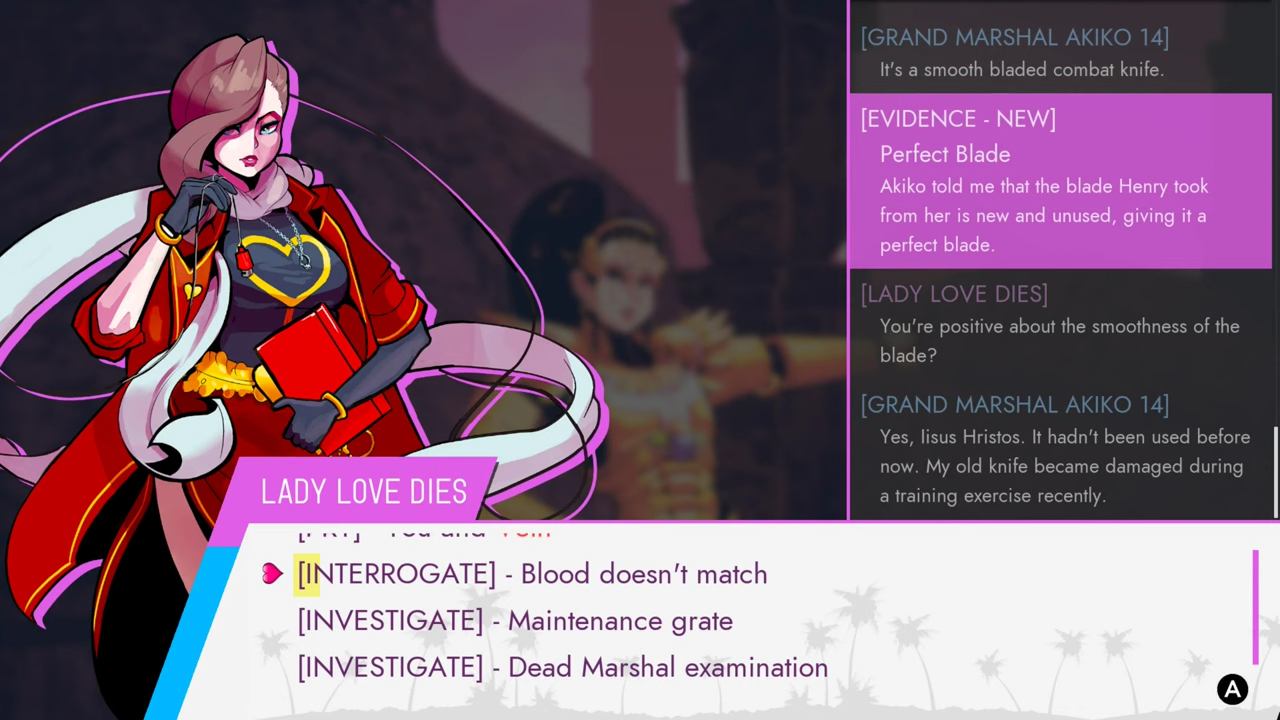 [GRAND MARSHAL AKIKO 14]
It's a smooth bladed combat knife.
[EVIDENCE - NEW]
Perfect Blade
Akiko told me that the blade Henry took
from her is new and unused, giving it a
perfect blade.
[LADY LOVE DIES]
You're positive about the smoothness of the
blade?
[GRAND MARSHAL AKIKO 14]
Yes, Iisus Hristos. It hadn't been used before
now. My old knife became damaged during
a training exercise recently.
LADY LOVE DIES
You and
[INTERROGATE] - Blood doesn't match
[INVESTIGATE] - Maintenance grate
[INVESTIGATE] - Dead Marshal examination
A